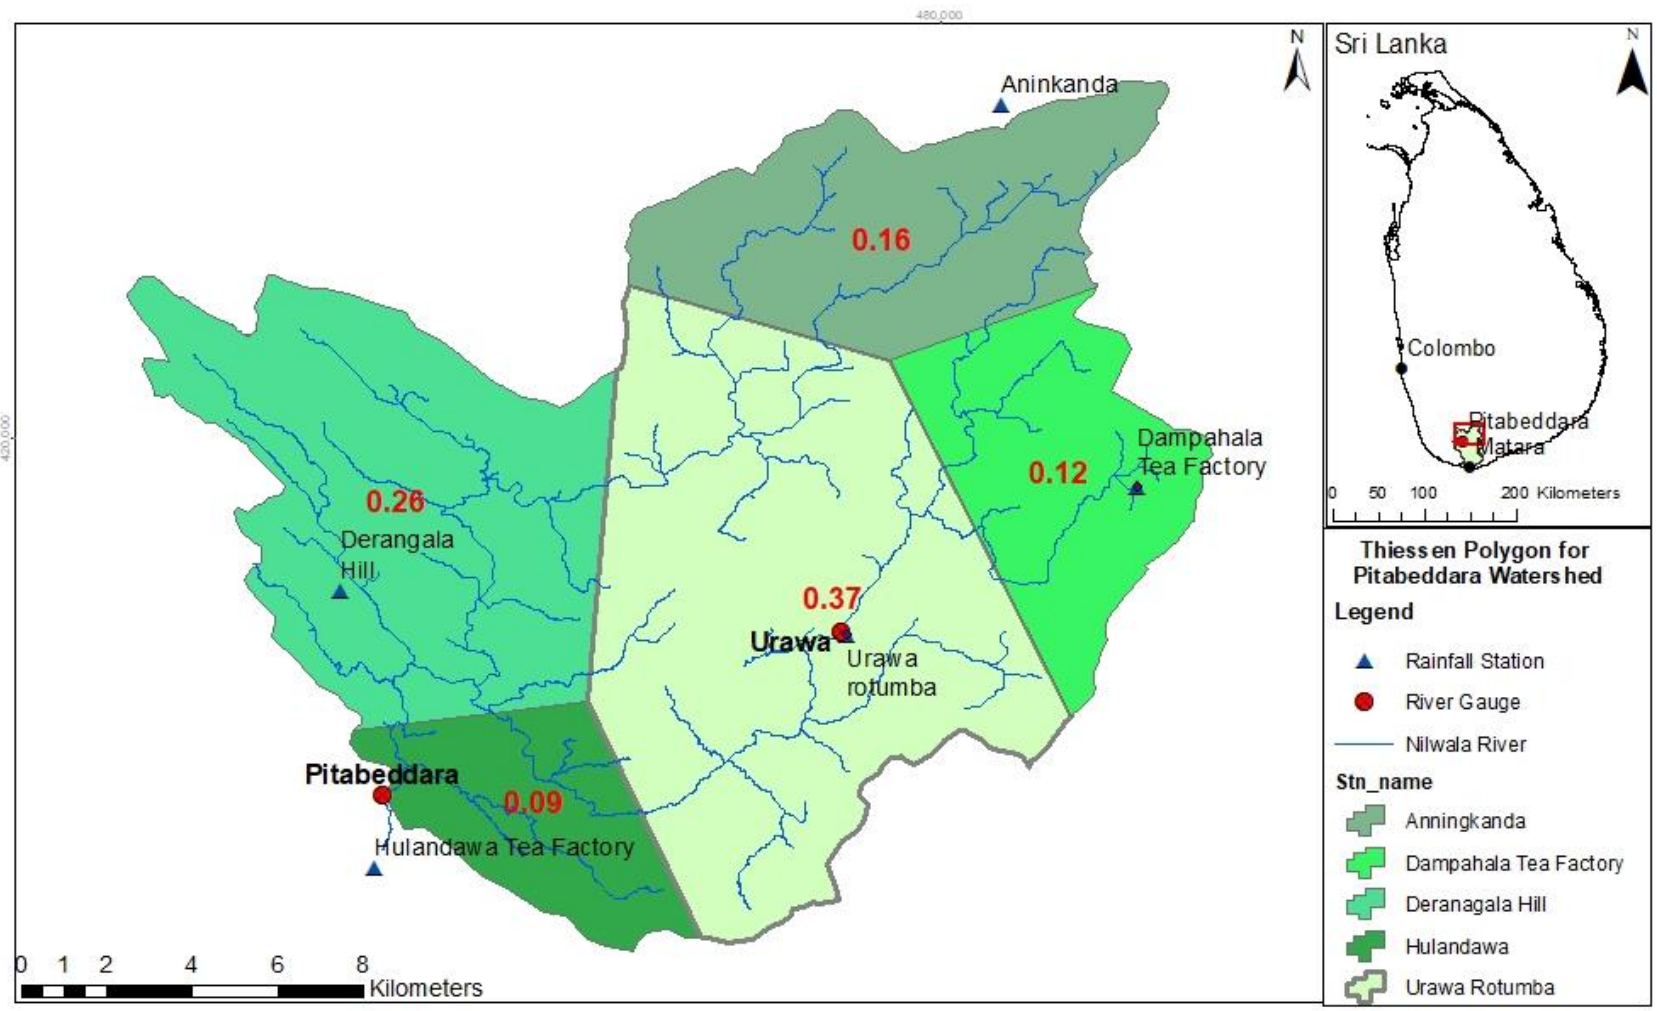 480,000
420,000
N
Aninkanda
0.16
Dampahala
Tea Factory
0.12
0.26
Derangala
Hill
0.37
Urawa
Urawa
rotumba
Pitabeddara
0.09
Hulandawa Tea Factory
0 1 2 4 6 8
Kilometers
Sri Lanka
N
Colombo
Pitabeddara
Matara
0 50 100 200 Kilometers
Thiessen Polygon for
Pitabeddara Watershed
Legend
Rainfall Station
River Gauge
Nilwala River
Stn_name
Anningkanda
Dampahala Tea Factory
Deranagala Hill
Hulandawa
Urawa Rotumba